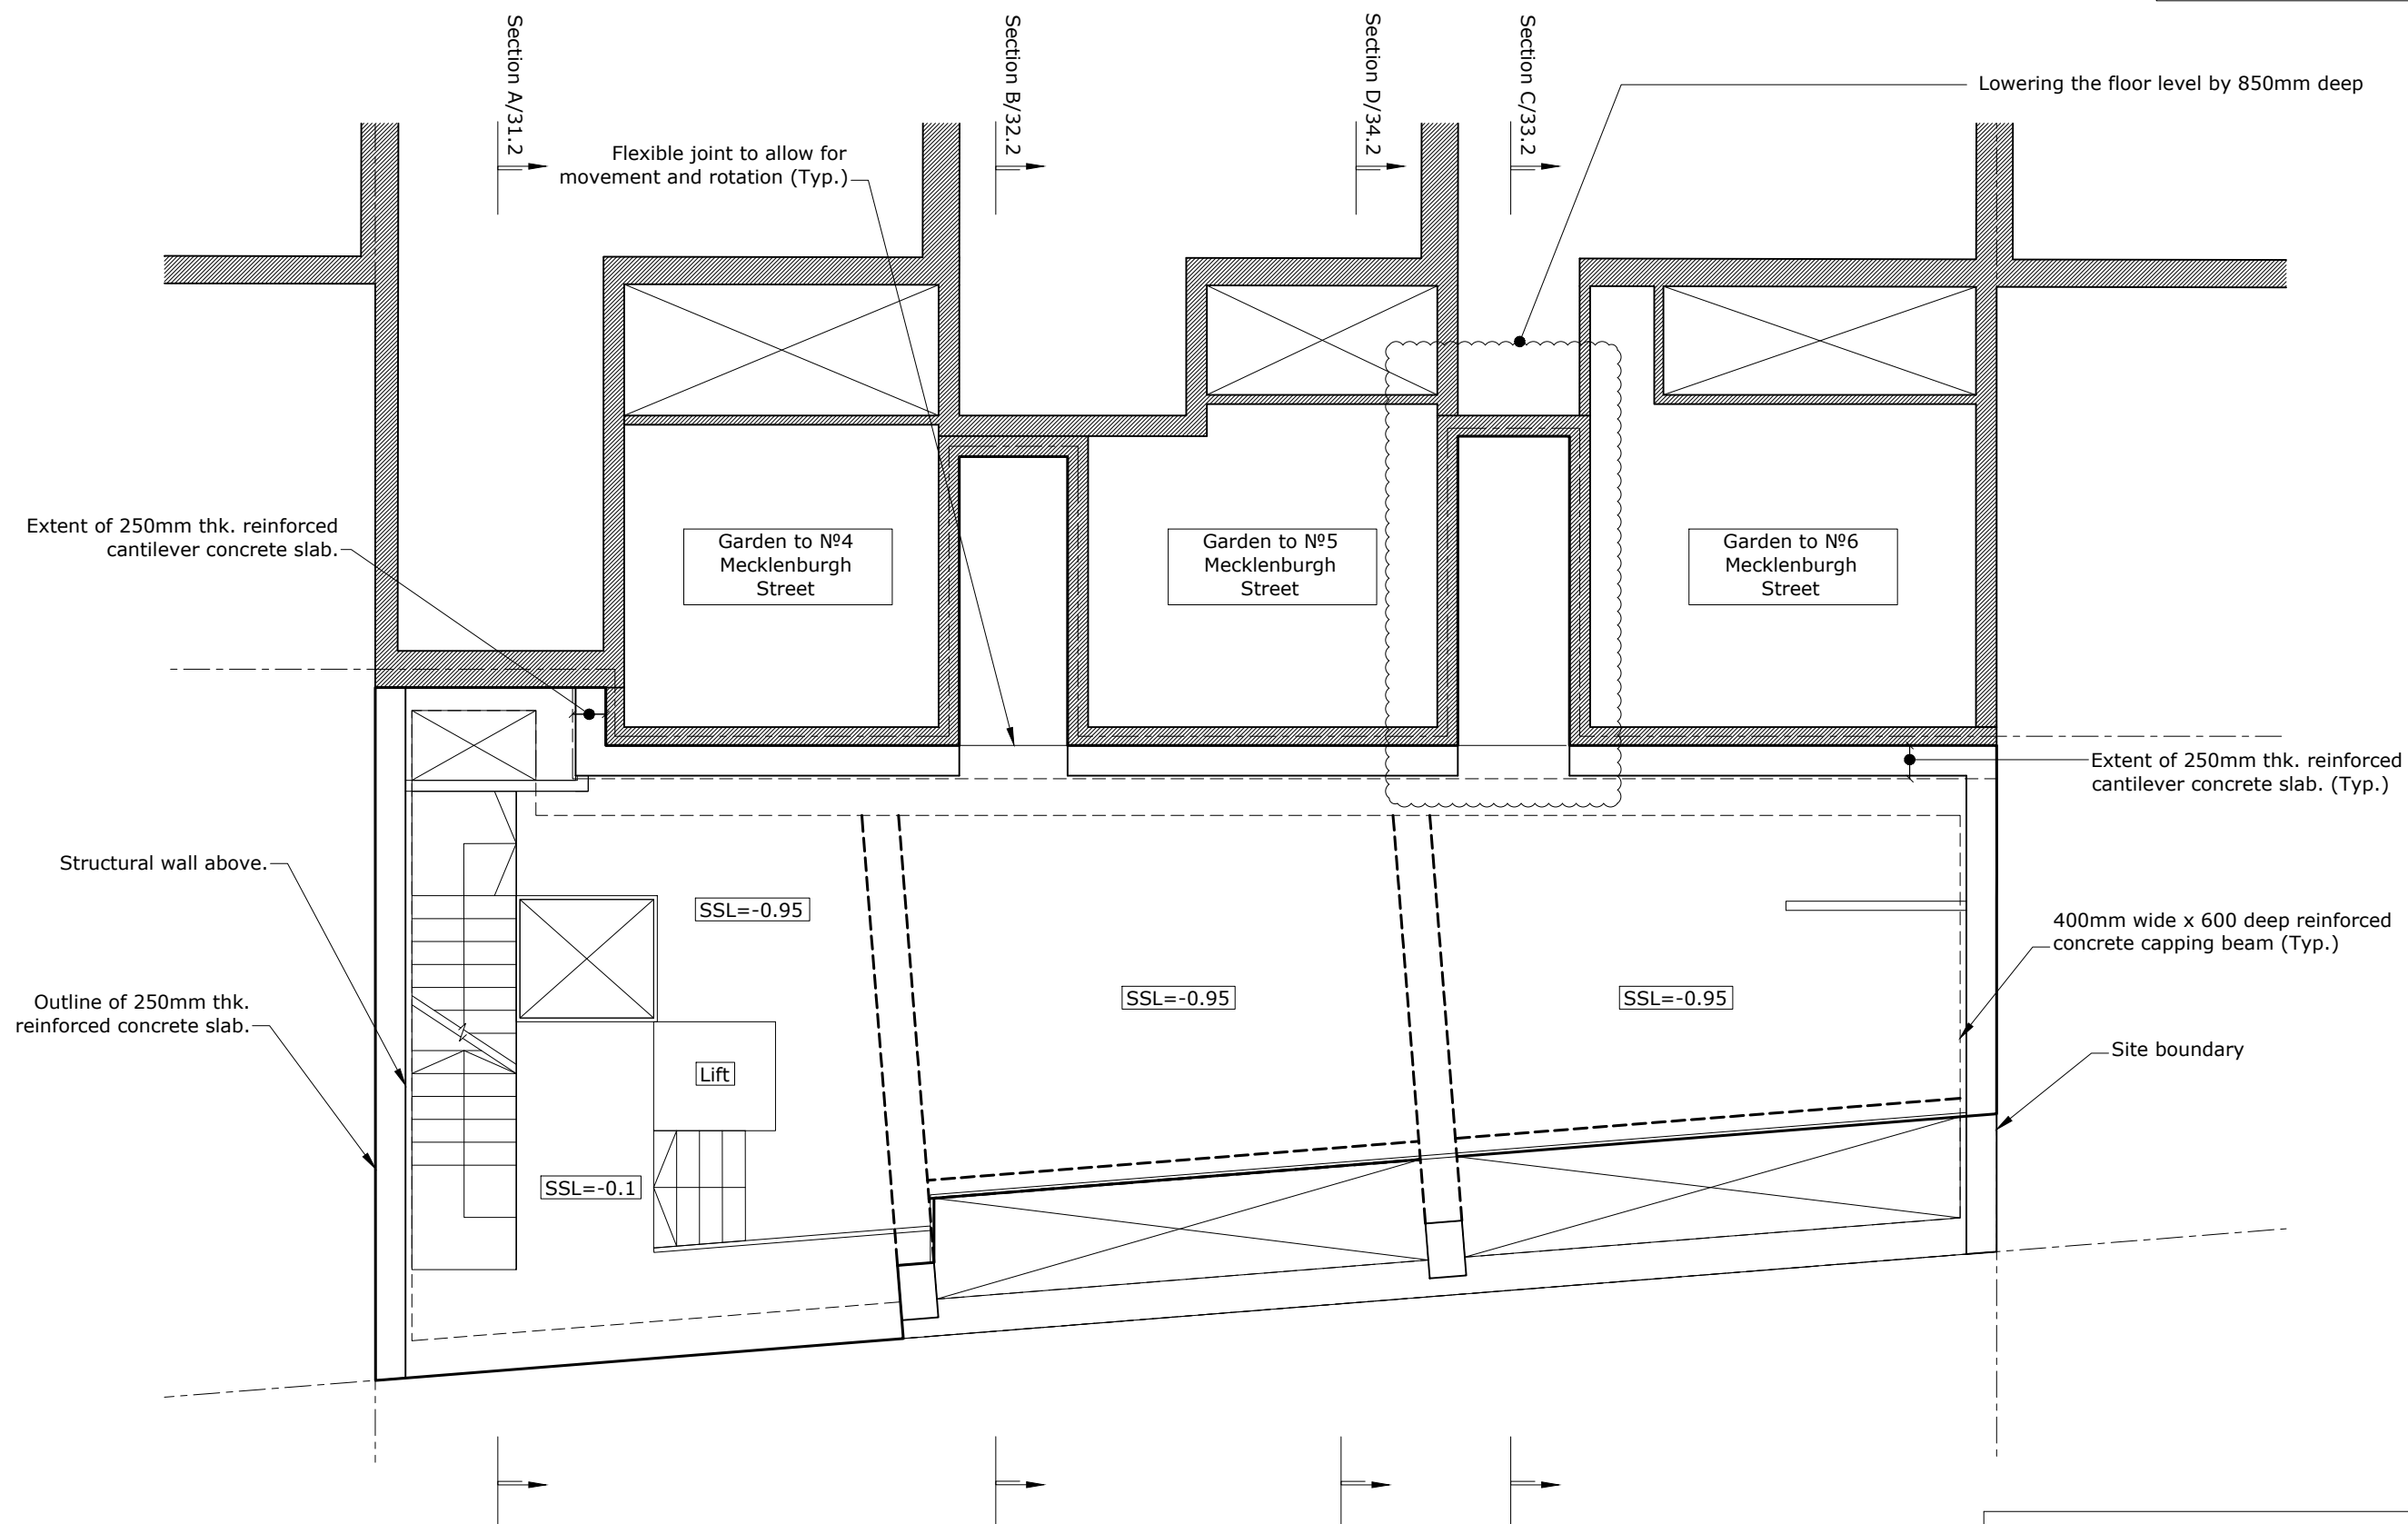 Section A/31.2
Section B/32.2
Section D/34.2
Section C/33.2
Lowering the floor level by 850mm deep
Flexible joint to allow for
movement and rotation (Typ.)
Extent of 250mm thk. reinforced
cantilever concrete slab.
Garden to Nº4
Mecklenburgh
Street
Garden to Nº5
Mecklenburgh
Street
Garden to Nº6
Mecklenburgh
Street
Extent of 250mm thk. reinforced
cantilever concrete slab. (Typ.)
Structural wall above.
SSL=-0.95
400mm wide x 600 deep reinforced
concrete capping beam (Typ.)
Outline of 250mm thk.
reinforced concrete slab.
SSL=-0.95
SSL=-0.95
Site boundary
Lift
SSL=-0.1